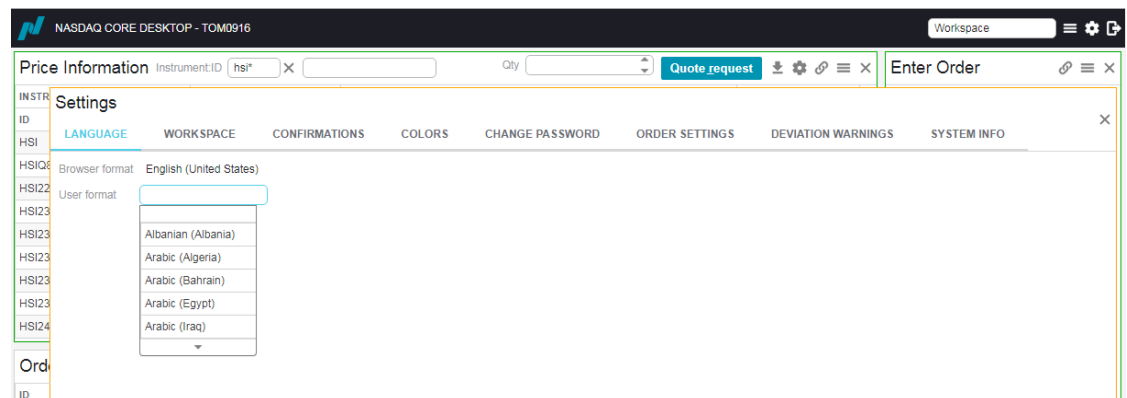 NASDAQ CORE DESKTOP - TOM0916 Workspace
Price Information Instrument:ID hsi* Qty Quote request Enter Order
INSTR
Settings
ID
LANGUAGE WORKSPACE CONFIRMATIONS COLORS CHANGE PASSWORD ORDER SETTINGS DEVIATION WARNINGS SYSTEM INFO
HSI
HSIQ8
Browser format English (United States)
HSI22
User format
HSI23
HSI23
Albanian (Albania)
HSI23
Arabic (Algeria)
HSI23
Arabic (Bahrain)
HSI23
Arabic (Egypt)
HSI24
Arabic (Iraq)
Orde
ID